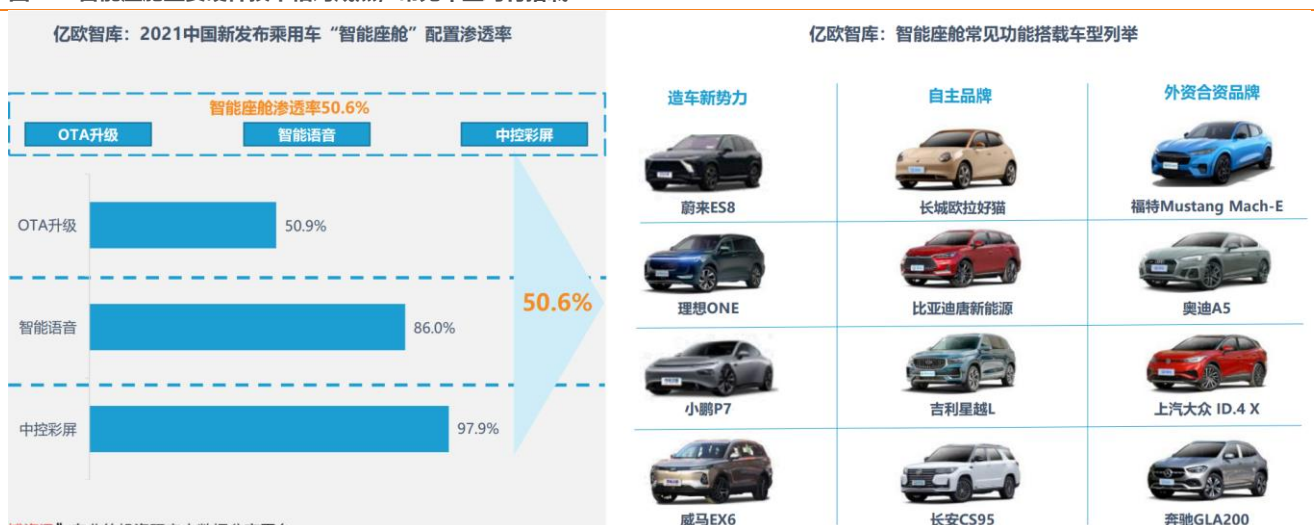 亿欧智库：2021中国新发布乘用车“智能座舱”配置渗透率
智能座舱渗透率50.6%
OTA升级
智能语音
中控彩屏
OTA升级
50.9%
智能语音
86.0%
中控彩屏
97.9%
50.6%
亿欧智库：智能座舱常见功能搭载车型列举
造车新势力
自主品牌
外资合资品牌
蔚来ES8
长城欧拉好猫
福特Mustang Mach-E
理想ONE
比亚迪唐新能源
奥迪A5
小鹏P7
吉利星越L
上汽大众 ID.4 X
威马EX6
长安CS95
奔驰GLA200